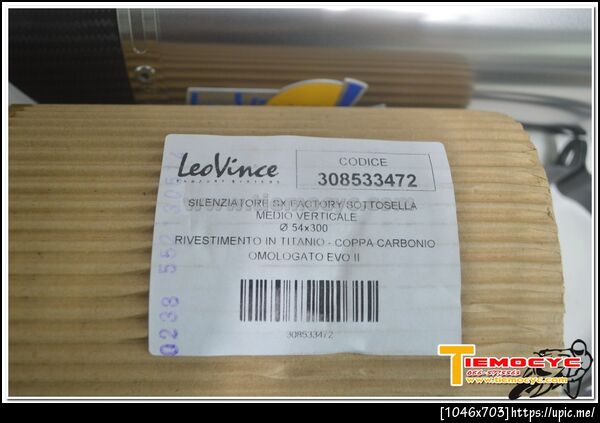 LeoVince
CODICE
308533472
SILENZIATORE SX FACTORY/SOTTOSELLA
MEDIO VERTICALE
Ø 54x300
RIVESTIMENTO IN TITANIO - COPPA CARBONIO
OMOLOGATO EVO II
308533472
TIEMOCYC
www.tiemocyc.com
[1046x703]https://upic.me/